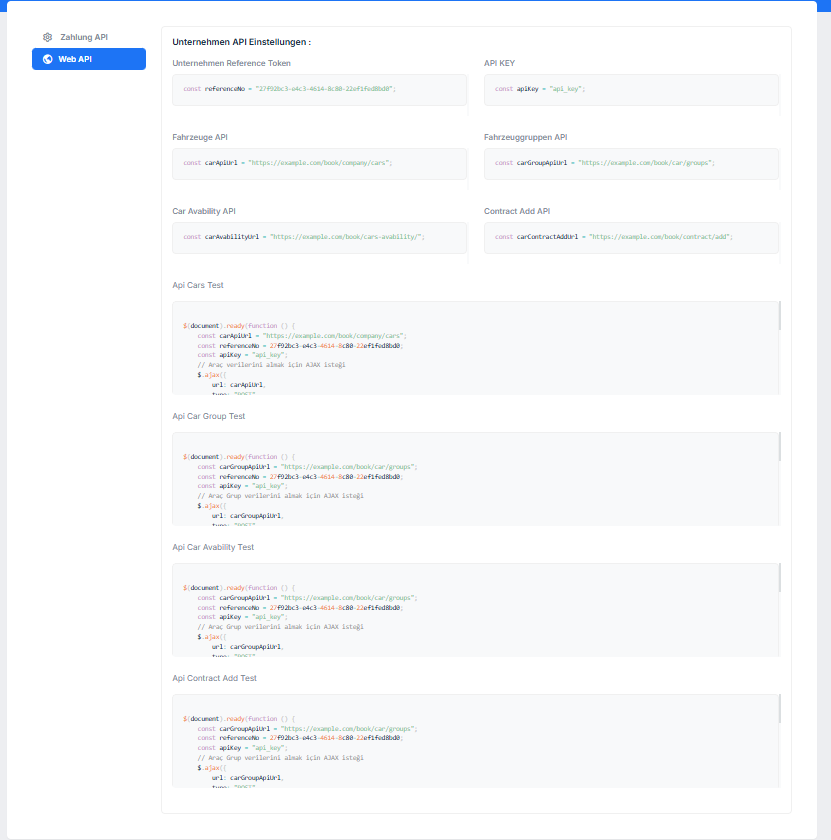 Zahlung API
Web API
Unternehmen API Einstellungen :
Unternehmen Reference Token
API KEY
const referenceNo = "27f92bc3-e4c3-4614-8c80-22ef1fed8bd0";
const apiKey = "api_key";
Fahrzeuge API
Fahrzeuggruppen API
const carApiUrl = "https://example.com/book/company/cars";
const carGroupApiUrl = "https://example.com/book/car/groups";
Car Avability API
Contract Add API
const carAvabilityUrl = "https://example.com/book/cars-avability/";
const carContractAddUrl = "https://example.com/book/contract/add";
Api Cars Test
$(document).ready(function () {
const carApiUrl = "https://example.com/book/company/cars";
const referenceNo = 27f92bc3-e4c3-4614-8c80-22ef1fed8bd0;
const apiKey = "api_key";
// Araç verilerini almak için AJAX isteği
$.ajax({
url: carApiUrl,
type: "POST",
Api Car Group Test
$(document).ready(function () {
const carGroupApiUrl = "https://example.com/book/car/groups";
const referenceNo = 27f92bc3-e4c3-4614-8c80-22ef1fed8bd0;
const apiKey = "api_key";
// Araç Grup verilerini almak için AJAX isteği
$.ajax({
url: carGroupApiUrl,
type: "POST",
Api Car Avability Test
$(document).ready(function () {
const carGroupApiUrl = "https://example.com/book/car/groups";
const referenceNo = 27f92bc3-e4c3-4614-8c80-22ef1fed8bd0;
const apiKey = "api_key";
// Araç Grup verilerini almak için AJAX isteği
$.ajax({
url: carGroupApiUrl,
type: "POST",
Api Contract Add Test
$(document).ready(function () {
const carGroupApiUrl = "https://example.com/book/car/groups";
const referenceNo = 27f92bc3-e4c3-4614-8c80-22ef1fed8bd0;
const apiKey = "api_key";
// Araç Grup verilerini almak için AJAX isteği
$.ajax({
url: carGroupApiUrl,
type: "POST",